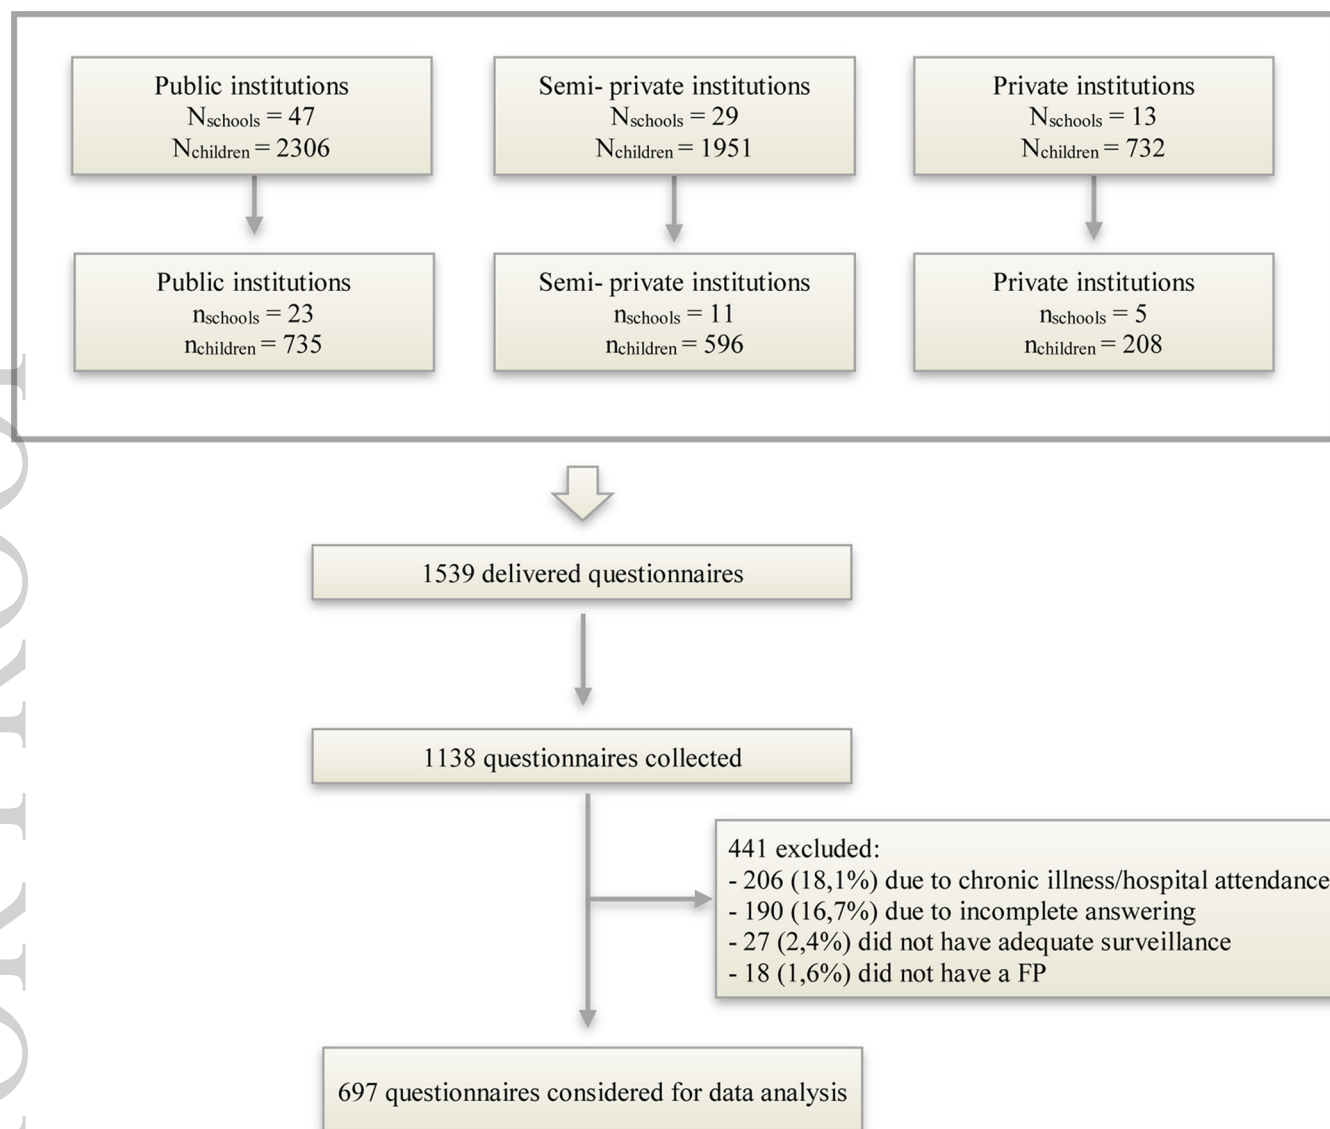 Public institutions
Nschools = 47
Nchildren = 2306
Semi- private institutions
Nschools = 29
Nchildren = 1951
Private institutions
Nschools = 13
Nchildren = 732
Public institutions
nschools = 23
nchildren = 735
Semi- private institutions
nschools = 11
nchildren = 596
Private institutions
nschools = 5
nchildren = 208
1539 delivered questionnaires
1138 questionnaires collected
441 excluded:
- 206 (18,1%) due to chronic illness/hospital attendance
- 190 (16,7%) due to incomplete answering
- 27 (2,4%) did not have adequate surveillance
- 18 (1,6%) did not have a FP
697 questionnaires considered for data analysis